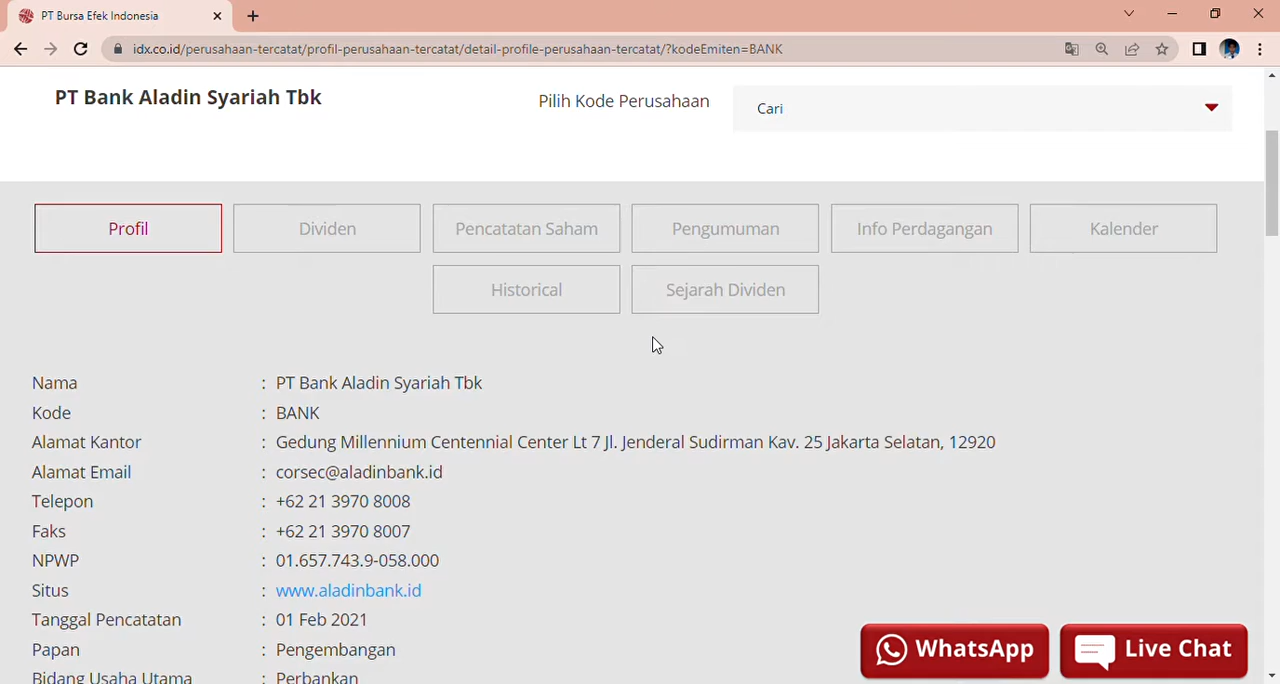 PT Bursa Efek Indonesia
idx.co.id/perusahaan-tercatat/profil-perusahaan-tercatat/detail-profile-perusahaan-tercatat/?kodeEmiten=BANK
PT Bank Aladin Syariah Tbk
Pilih Kode Perusahaan
Cari
Profil
Dividen
Pencatatan Saham
Pengumuman
Info Perdagangan
Kalender
Historical
Sejarah Dividen
Nama : PT Bank Aladin Syariah Tbk
Kode : BANK
Alamat Kantor : Gedung Millennium Centennial Center Lt 7 Jl. Jenderal Sudirman Kav. 25 Jakarta Selatan, 12920
Alamat Email : corsec@aladinbank.id
Telepon : +62 21 3970 8008
Faks : +62 21 3970 8007
NPWP : 01.657.743.9-058.000
Situs : www.aladinbank.id
Tanggal Pencatatan : 01 Feb 2021
Papan : Pengembangan
Bidang Usaha Utama : Perbankan
WhatsApp
Live Chat